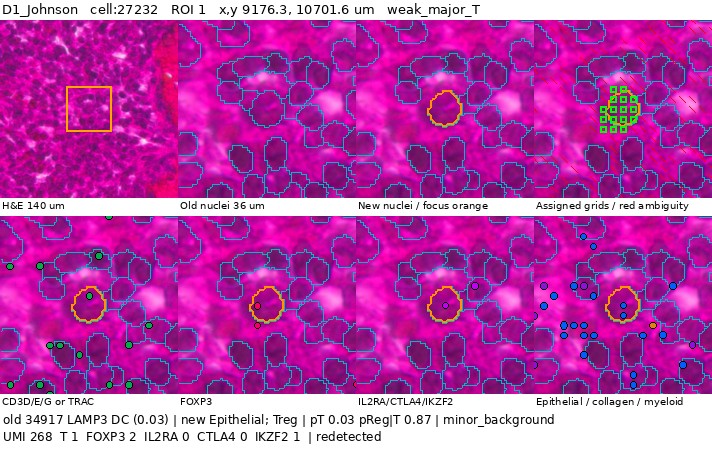 D1_Johnson cell:27232 ROI 1 x,y 9176.3, 10701.6 um weak_major_T
H&E 140 um
Old nuclei 36 um
New nuclei / focus orange
Assigned grids / red ambiguity
CD3D/E/G or TRAC
FOXP3
IL2RA/CTLA4/IKZF2
Epithelial / collagen / myeloid
old 34917 LAMP3 DC (0.03) | new Epithelial; Treg | pT 0.03 pReg|T 0.87 | minor_background
UMI 268 T 1 FOXP3 2 IL2RA 0 CTLA4 0 IKZF2 1 | redetected